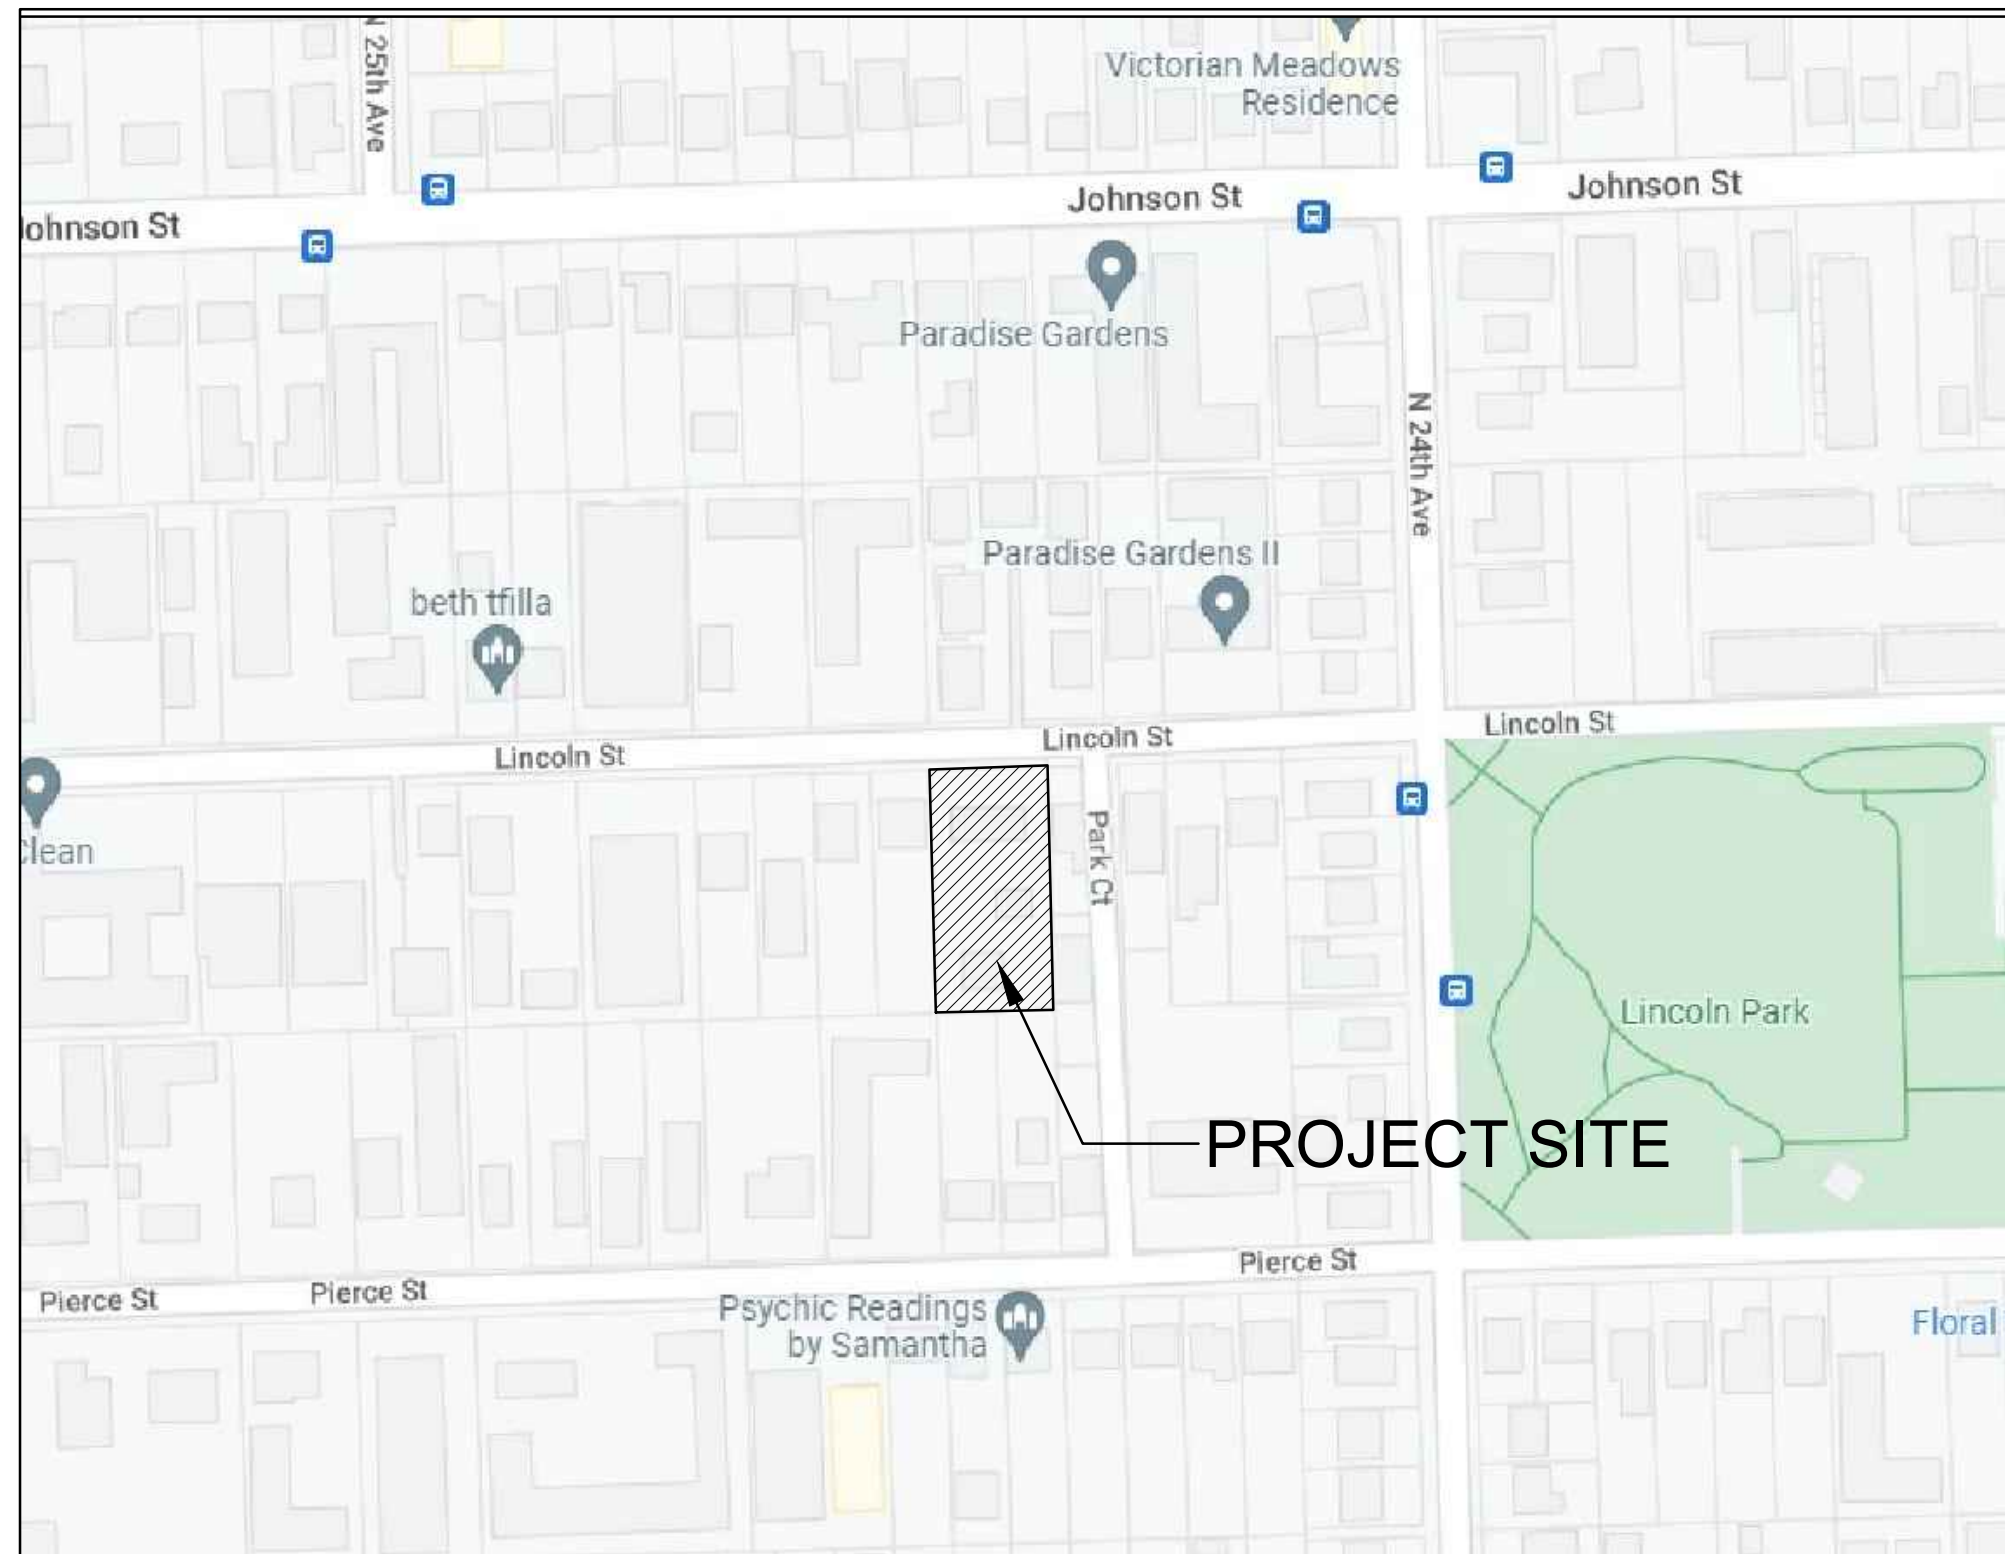 N 25th Ave
Victorian Meadows
Residence
Johnson St
Johnson St
ohnson St
Paradise Gardens
N 24th Ave
Paradise Gardens II
beth tfilla
Lincoln St
Lincoln St
Lincoln St
Park Ct
clean
Lincoln Park
PROJECT SITE
Pierce St
Pierce St
Pierce St
Psychic Readings
by Samantha
Floral